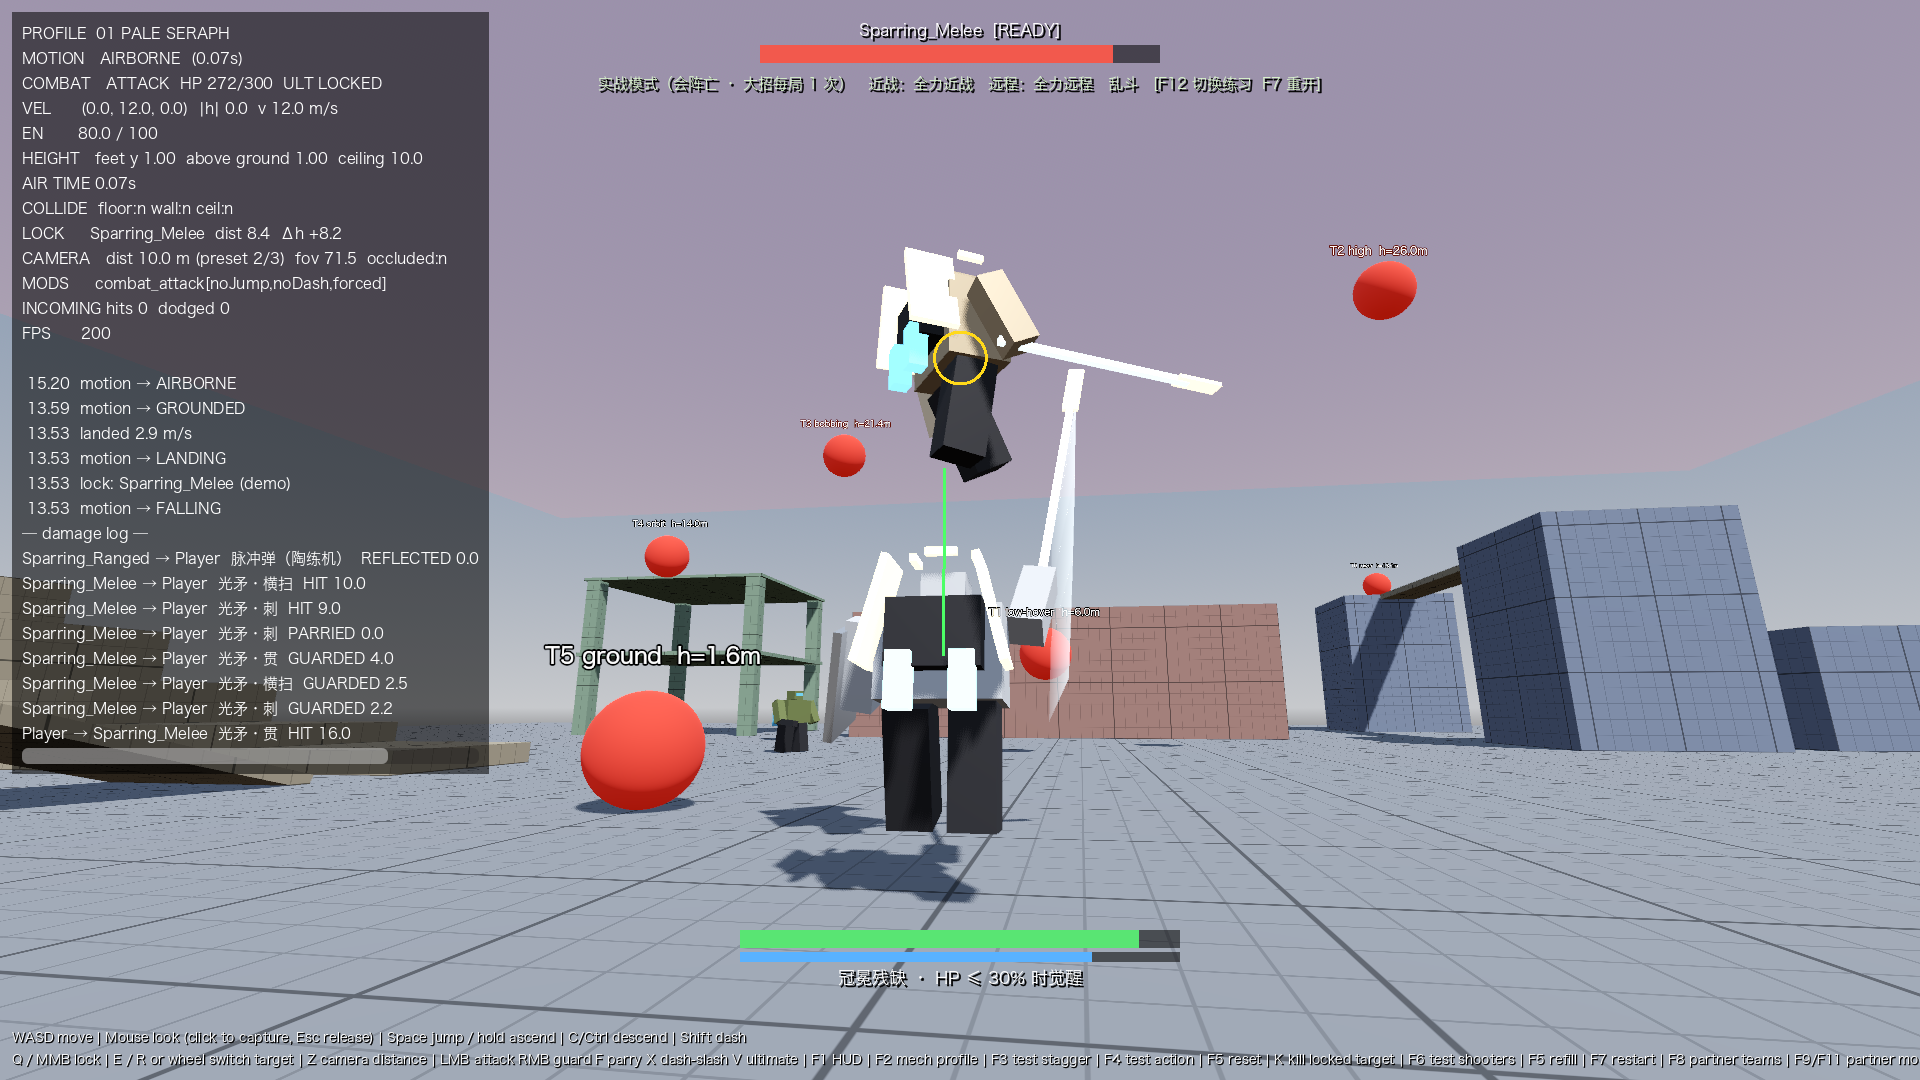 PROFILE 01 PALE SERAPH
MOTION AIRBORNE (0.07s)
COMBAT ATTACK HP 272/300 ULT LOCKED
VEL (0.0, 12.0, 0.0) |h| 0.0 v 12.0 m/s
EN 80.0 / 100
HEIGHT feet y 1.00 above ground 1.00 ceiling 10.0
AIR TIME 0.07s
COLLIDE floor:n wall:n ceil:n
LOCK Sparring_Melee dist 8.4 Δh +8.2
CAMERA dist 10.0 m (preset 2/3) fov 71.5 occluded:n
MODS combat_attack[noJump,noDash,forced]
INCOMING hits 0 dodged 0
FPS 200
15.20 motion → AIRBORNE
13.59 motion → GROUNDED
13.53 landed 2.9 m/s
13.53 motion → LANDING
13.53 lock: Sparring_Melee (demo)
13.53 motion → FALLING
— damage log —
Sparring_Ranged → Player 脉冲弹（陶练机） REFLECTED 0.0
Sparring_Melee → Player 光矛・横扫 HIT 10.0
Sparring_Melee → Player 光矛・刺 HIT 9.0
Sparring_Melee → Player 光矛・刺 PARRIED 0.0
Sparring_Melee → Player 光矛・贯 GUARDED 4.0
Sparring_Melee → Player 光矛・横扫 GUARDED 2.5
Sparring_Melee → Player 光矛・刺 GUARDED 2.2
Player → Sparring_Melee 光矛・贯 HIT 16.0
Sparring_Melee [READY]
实战模式（会阵亡 · 大招每局 1 次） 近战: 全力近战 远程: 全力远程 乱斗 [F12 切换练习 F7 重开]
T2 high h=26.0m
T3 bobbing h=21.4m
T4 orbit h=14.0m
T1 low-hover h=6.0m
T5 ground h=1.6m
冠冕残缺 · HP ≤ 30% 时觉醒
WASD move | Mouse look (click to capture, Esc release) | Space jump / hold ascend | C/Ctrl descend | Shift dash
Q / MMB lock | E / R or wheel switch target | Z camera distance | LMB attack RMB guard F parry X dash-slash V ultimate | F1 HUD | F2 mech profile | F3 test stagger | F4 test action | F5 reset | K kill locked target | F6 test shooters | F5 refill | F7 restart | F8 partner teams | F9/F11 partner mo